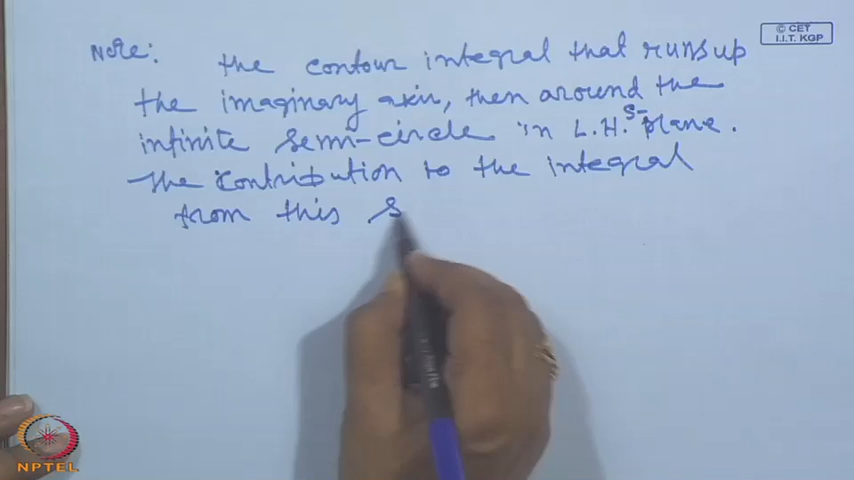 © CET
I.I.T. KGP
Note: the contour integral that runs up
the imaginary axis, then around the
infinite semi-circle in L.H. s-plane.
The contribution to the integral
from this s
NPTEL